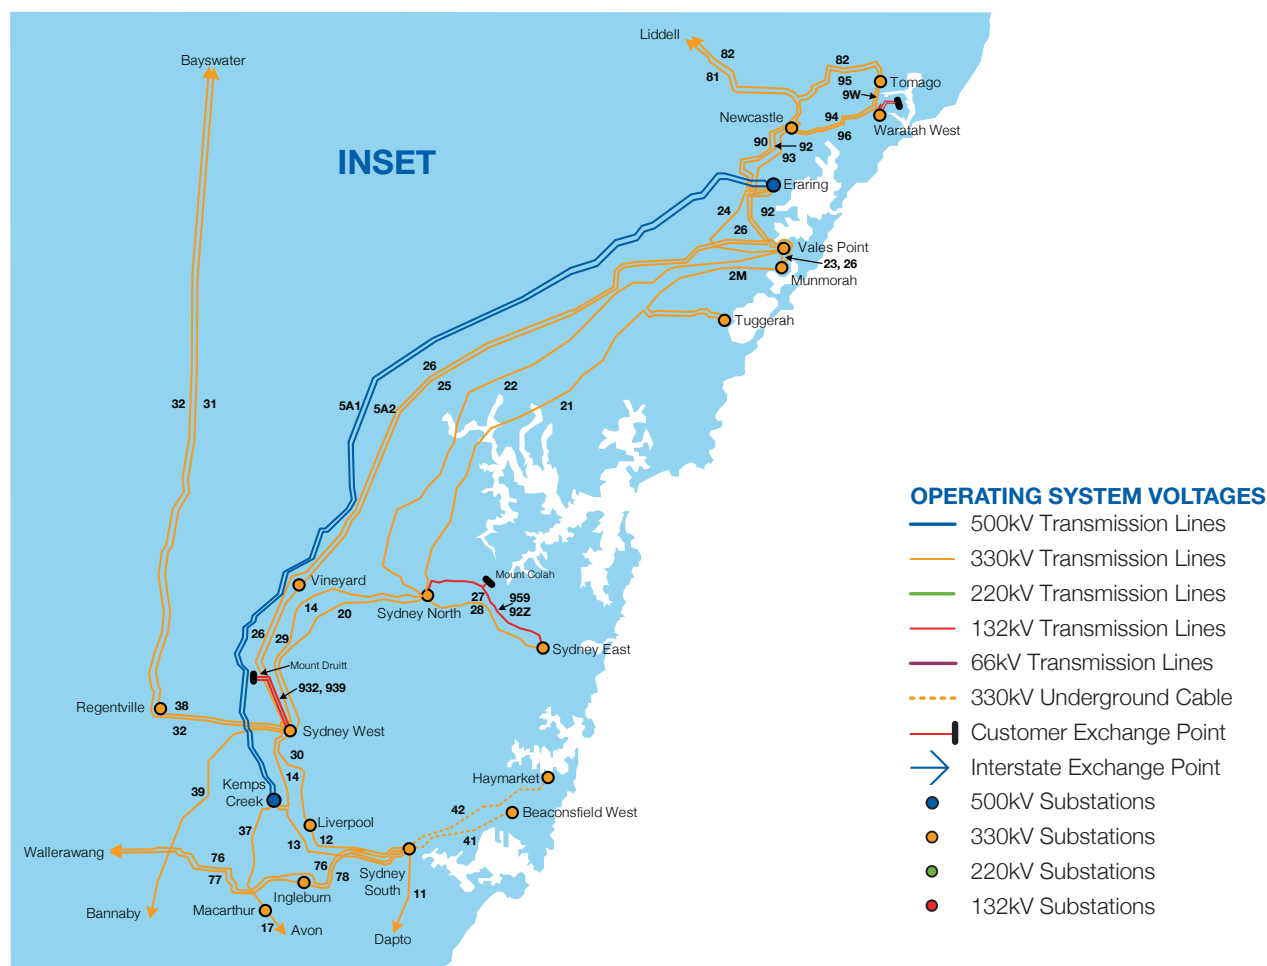 Liddell
82
82
Bayswater
81
95
Tomago
9W
Newcastle
94
Waratah West
96
90
92
93
INSET
Eraring
24
92
26
Vales Point
23, 26
2M
Munmorah
Tuggerah
26
25
22
32
31
5A1
5A2
21
OPERATING SYSTEM VOLTAGES
500kV Transmission Lines
330kV Transmission Lines
220kV Transmission Lines
132kV Transmission Lines
66kV Transmission Lines
330kV Underground Cable
Customer Exchange Point
Interstate Exchange Point
500kV Substations
330kV Substations
220kV Substations
132kV Substations
Vineyard
Mount Colah
14
20
Sydney North
27
28
959
92Z
26
29
Sydney East
Mount Druitt
932, 939
Regentville
38
32
Sydney West
30
14
Kemps
Creek
39
Haymarket
42
Beaconsfield West
Liverpool
37
13
12
41
Wallerawang
76
77
76
78
Sydney
South
Ingleburn
11
Bannaby
Macarthur
17
Avon
Dapto